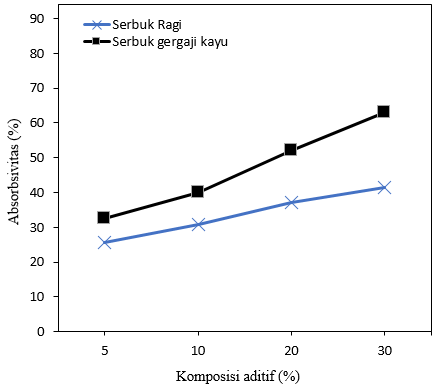 Serbuk Ragi
Serbuk gergaji kayu
Absorbsivitas (%)
90
80
70
60
50
40
30
20
10
0
5 10 20 30
Komposisi aditif (%)